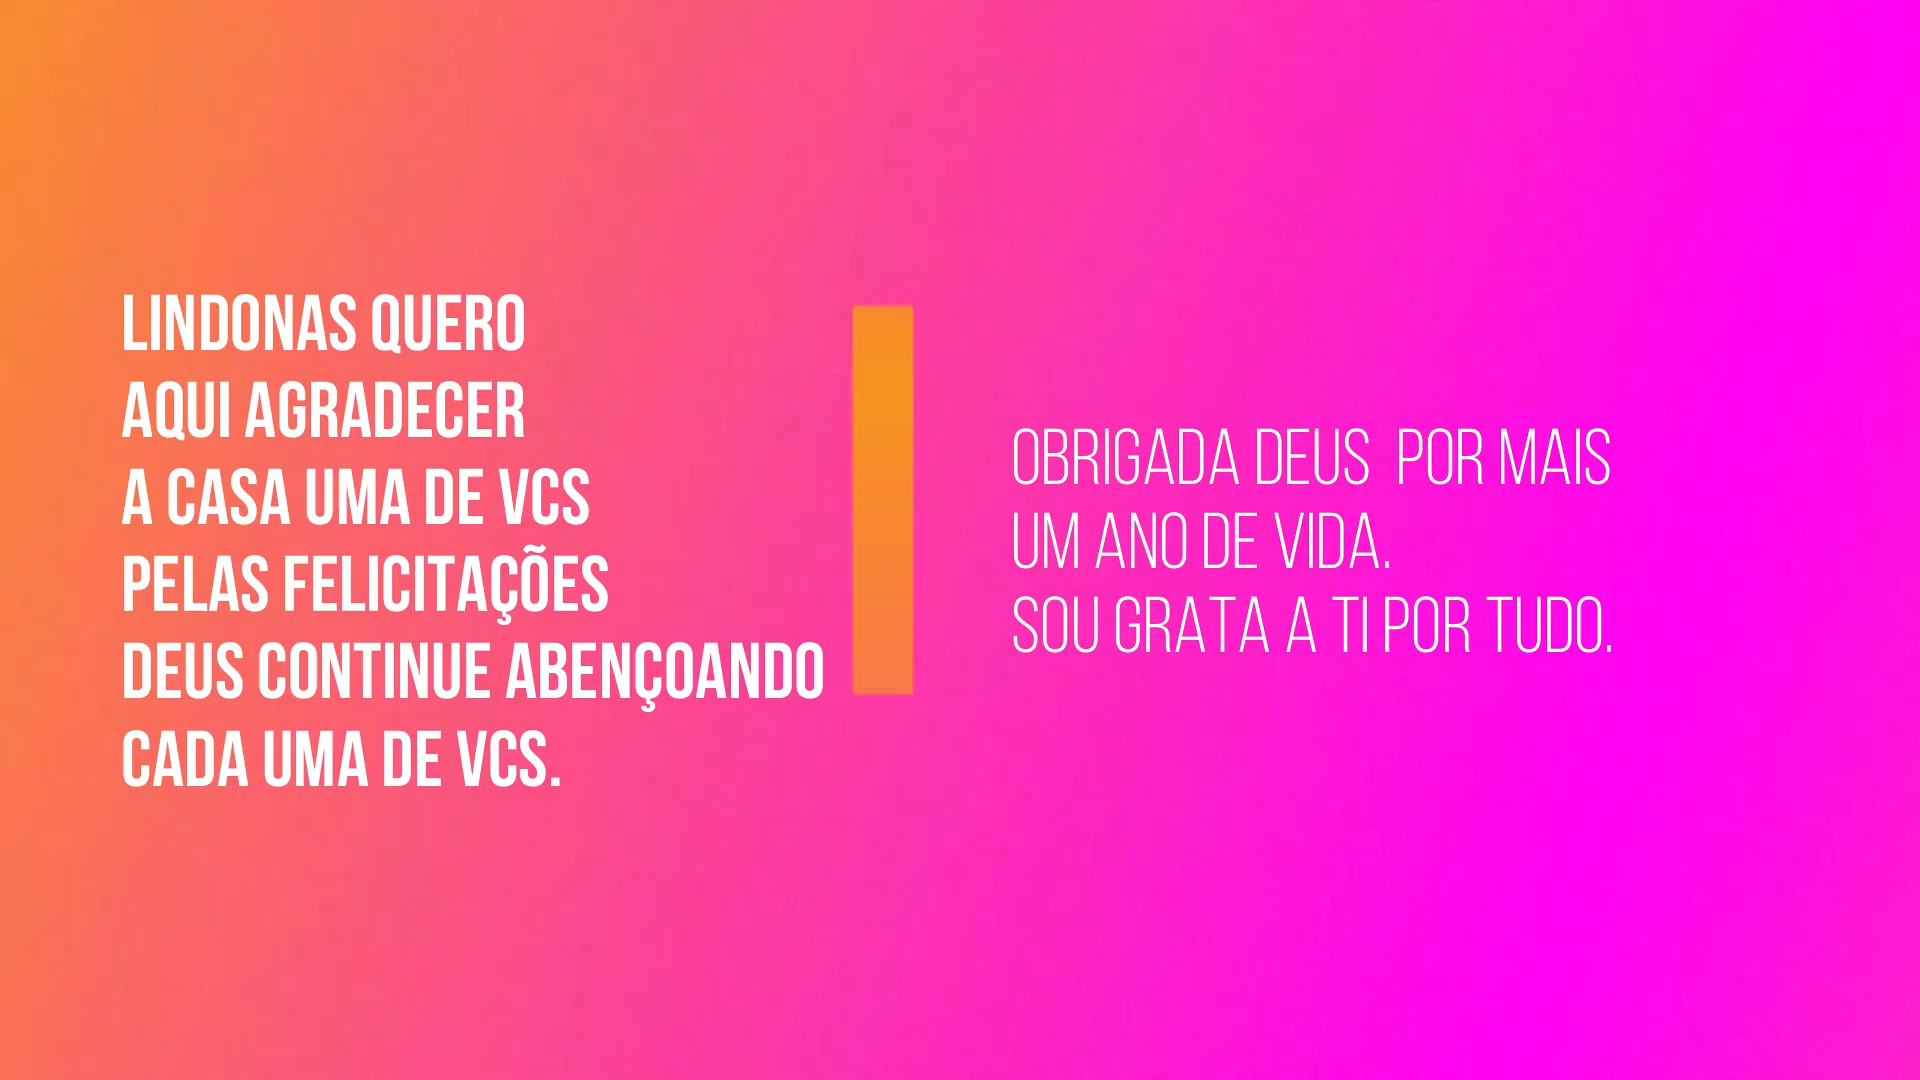 LINDONAS QUERO
AQUI AGRADECER
A CASA UMA DE VCS
PELAS FELICITAÇÕES
DEUS CONTINUE ABENÇOANDO
CADA UMA DE VCS.
OBRIGADA DEUS  POR MAIS
UM ANO DE VIDA.
SOU GRATA A TI POR TUDO.